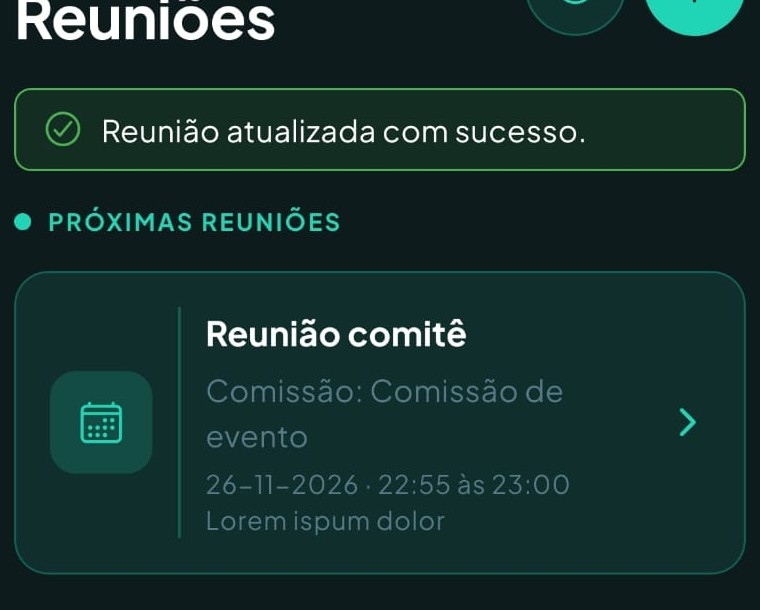 Reuniões
Reunião atualizada com sucesso.
PRÓXIMAS REUNIÕES
Reunião comitê
Comissão: Comissão de
evento
26-11-2026 · 22:55 às 23:00
Lorem ispum dolor